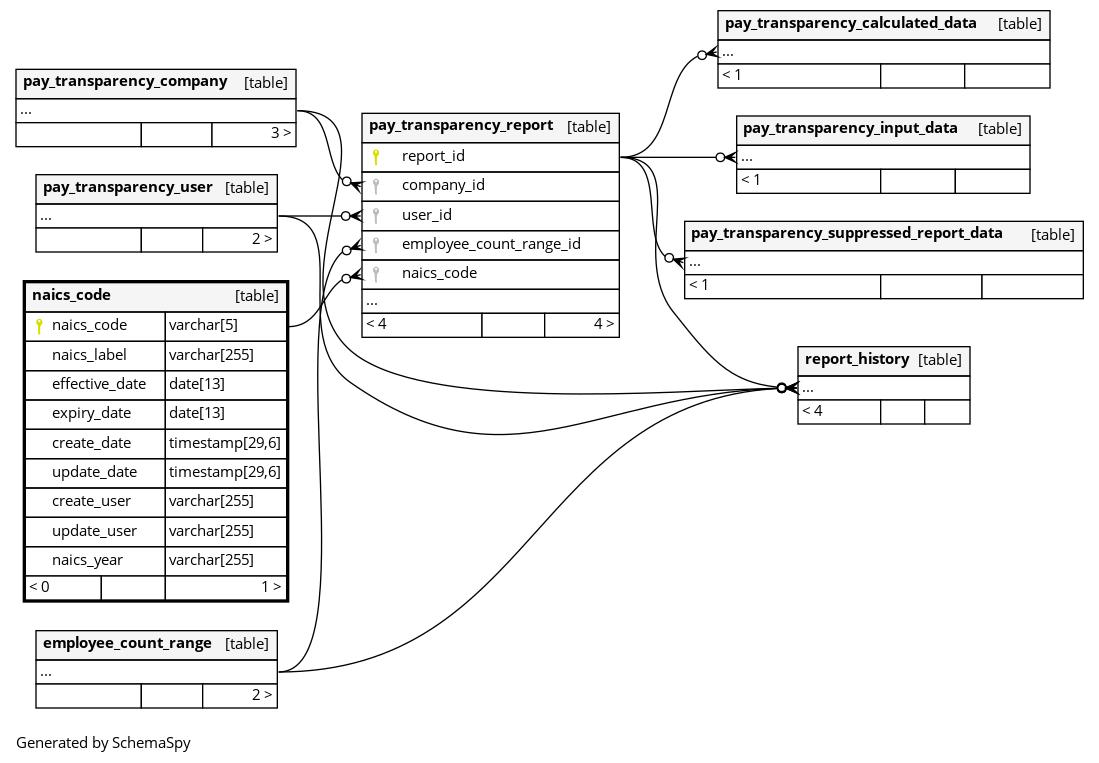 pay_transparency_calculated_data [table]
...
< 1
pay_transparency_company [table]
...
3 >
pay_transparency_report [table]
report_id
company_id
user_id
employee_count_range_id
naics_code
...
< 4 4 >
pay_transparency_input_data [table]
...
< 1
pay_transparency_user [table]
...
2 >
pay_transparency_suppressed_report_data [table]
...
< 1
naics_code [table]
naics_code varchar[5]
naics_label varchar[255]
effective_date date[13]
expiry_date date[13]
create_date timestamp[29,6]
update_date timestamp[29,6]
create_user varchar[255]
update_user varchar[255]
naics_year varchar[255]
< 0 1 >
report_history [table]
...
< 4
employee_count_range [table]
...
2 >
Generated by SchemaSpy